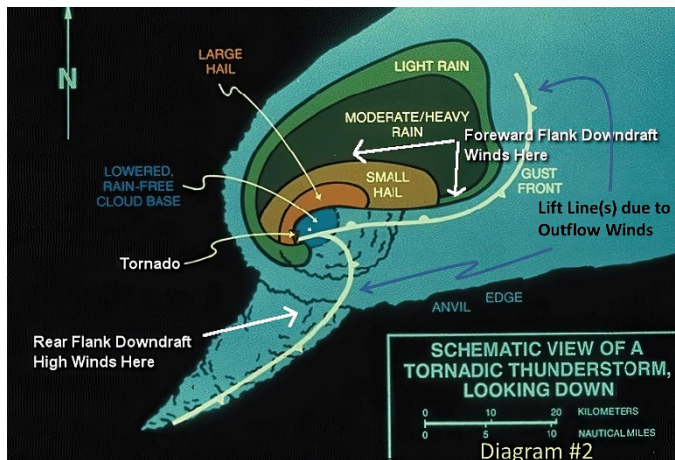 N
LARGE
HAIL
LIGHT RAIN
MODERATE/HEAVY
RAIN
Foreward Flank Downdraft
Winds Here
LOWERED,
RAIN-FREE
CLOUD BASE
SMALL
HAIL
GUST
FRONT
Lift Line(s) due to
Outflow Winds
Tornado
ANVIL EDGE
Rear Flank Downdraft
High Winds Here
SCHEMATIC VIEW OF A
TORNADIC THUNDERSTORM,
LOOKING DOWN
0 10 20 KILOMETERS
0 5 10 NAUTICAL MILES
Diagram #2